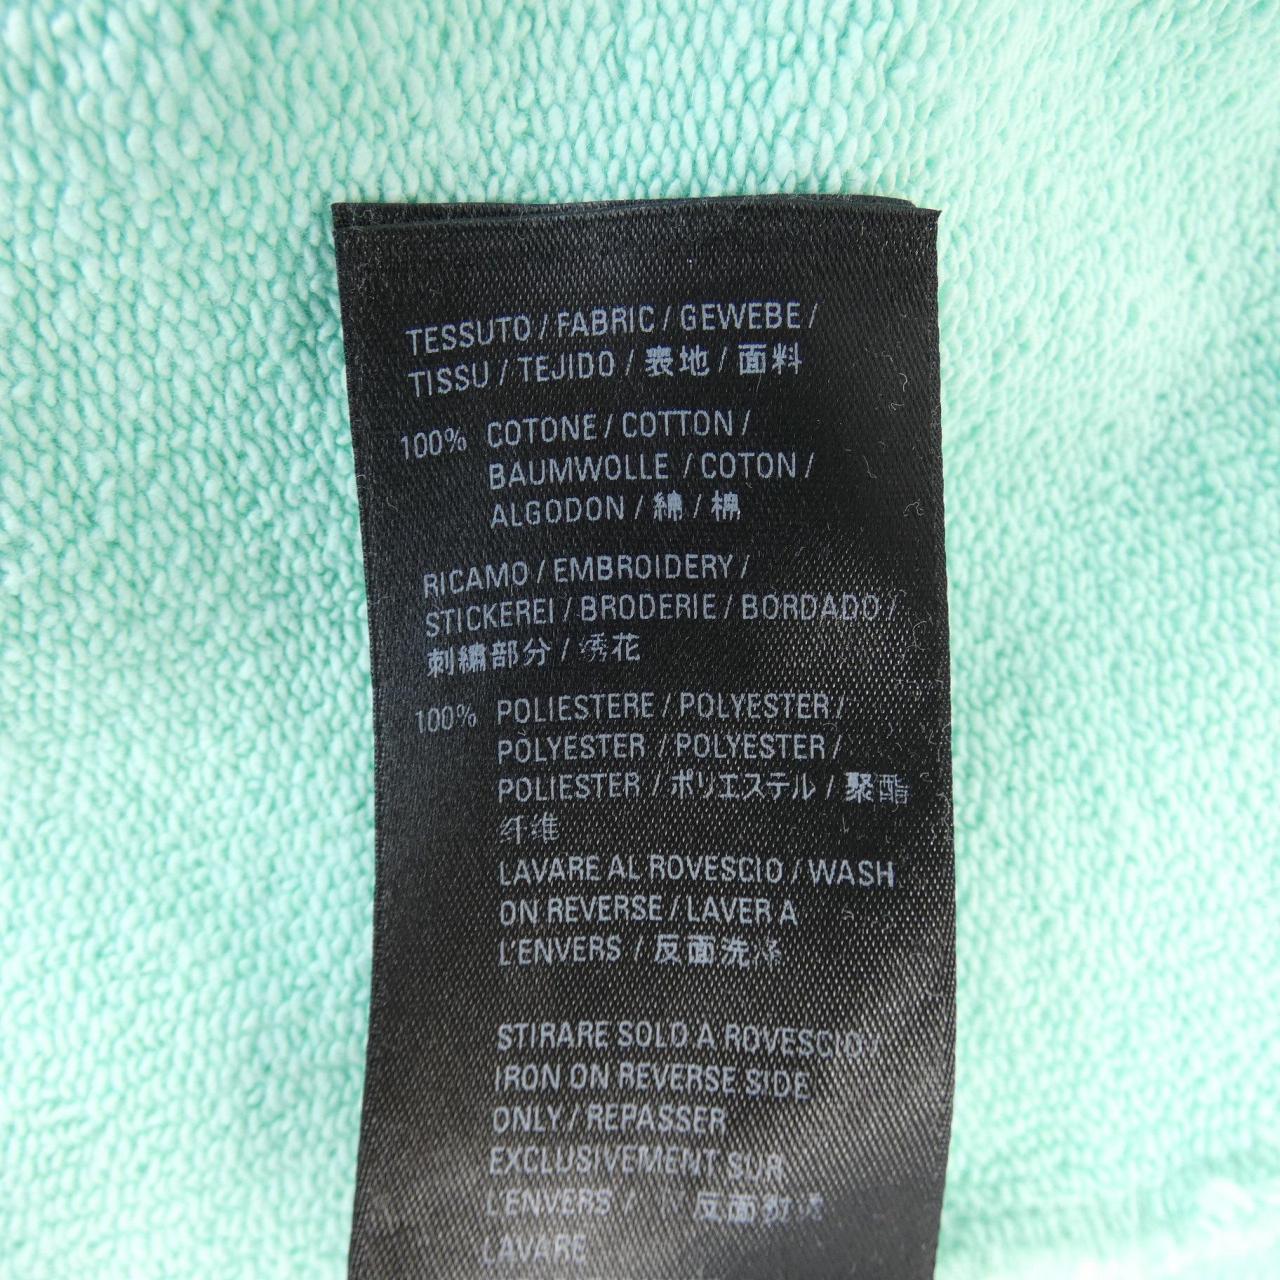 TESSUTO / FABRIC / GEWEBE /
TISSU / TEJIDO / 表地 / 面料
100% COTONE / COTTON /
BAUMWOLLE / COTON /
ALGODON / 綿 / 棉
RICAMO / EMBROIDERY /
STICKEREI / BRODERIE / BORDADO /
刺繍部分 / 绣花
100% POLIESTERE / POLYESTER /
POLYESTER / POLYESTER /
POLIESTER / ポリエステル / 聚酯
纤维
LAVARE AL ROVESCIO / WASH
ON REVERSE / LAVER A
L'ENVERS / 反面洗涤
STIRARE SOLO A ROVESCIO /
IRON ON REVERSE SIDE
ONLY / REPASSER
EXCLUSIVEMENT SUR
L'ENVERS / 反面
LAVARE